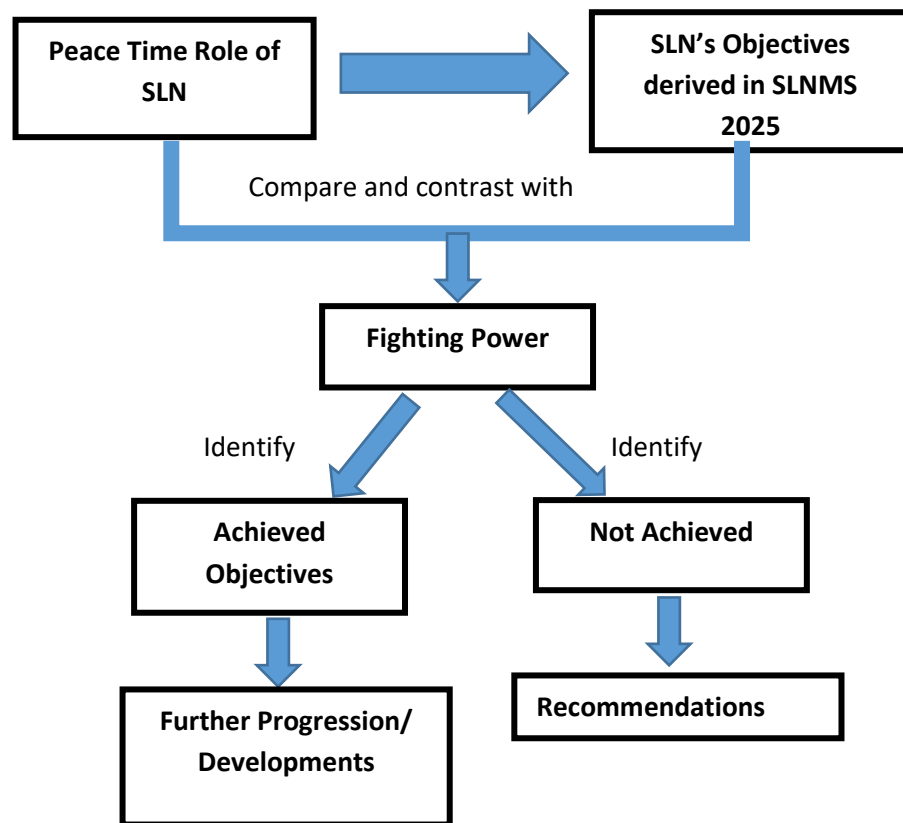 Peace Time Role of
SLN
SLN’s Objectives
derived in SLNMS
2025
Compare and contrast with
Fighting Power
Identify
Identify
Achieved
Objectives
Not Achieved
Further Progression/
Developments
Recommendations